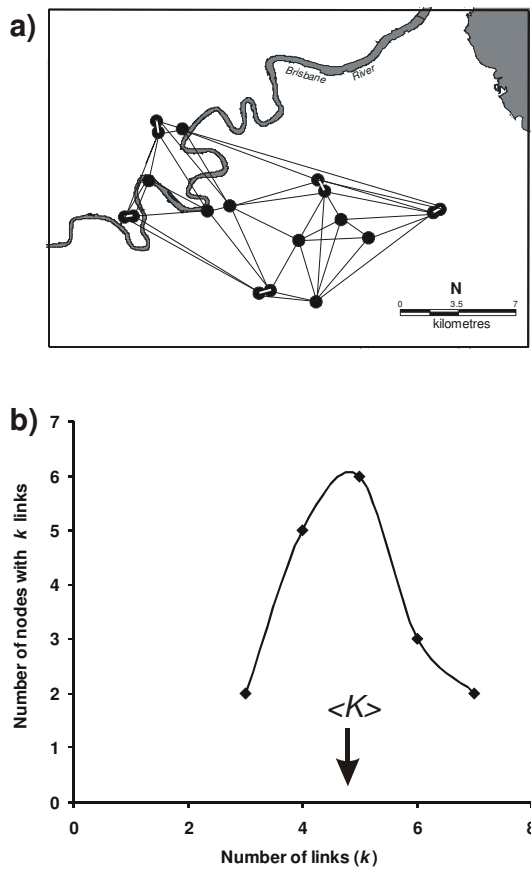 a)
Brisbane River
N
0 3.5 7
kilometres
b)
7
6
5
4
3
2
1
0
0 2 4 6 8
Number of nodes with k links
<K>
Number of links (k)